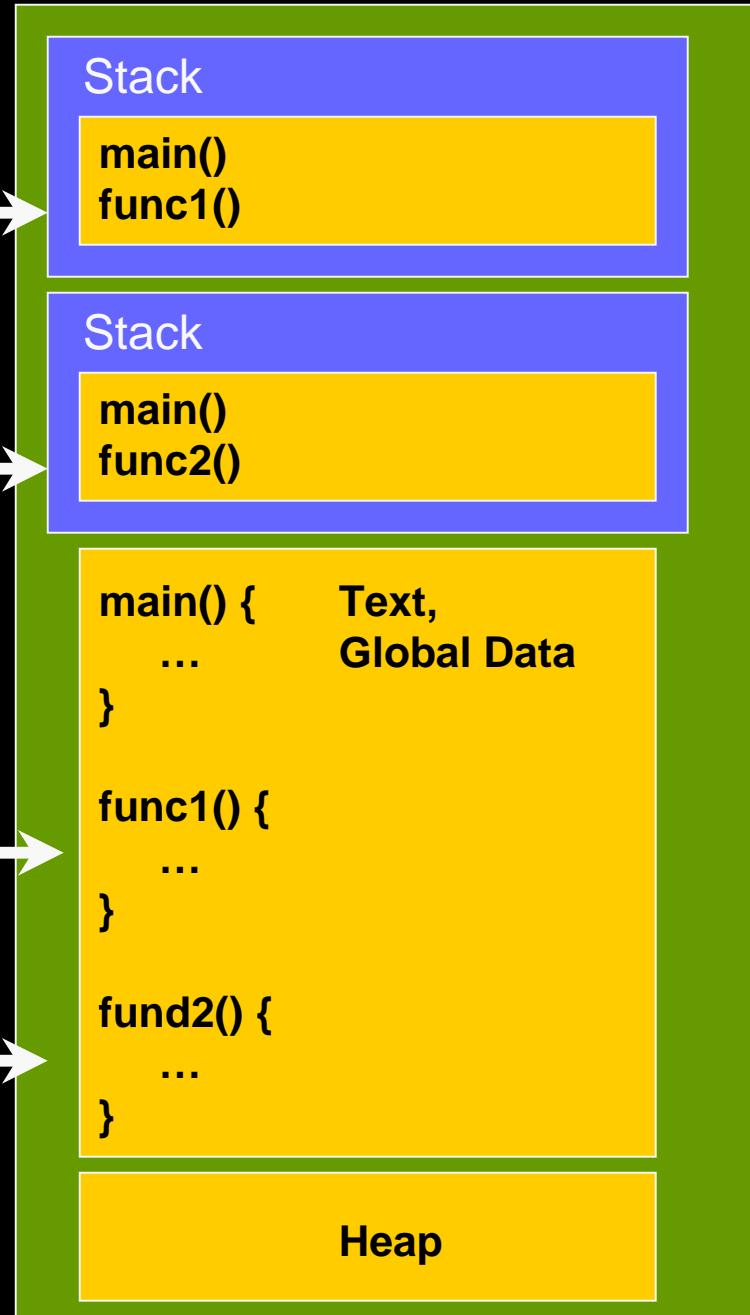 Stack
main()
func1()
Stack
main()
func2()
main() { Text,
… Global Data
}
func1() {
…
}
fund2() {
…
}
Heap